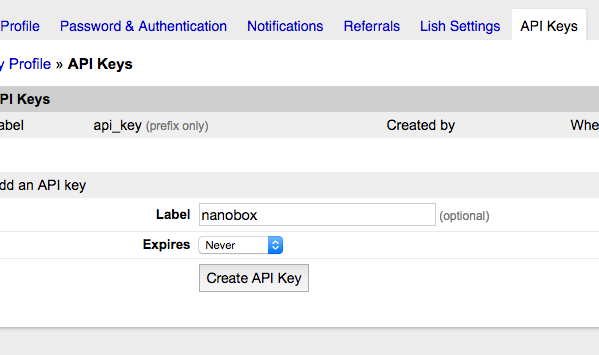 Profile Password & Authentication Notifications Referrals Lish Settings API Keys
y Profile » API Keys
PI Keys
abel api_key (prefix only) Created by Whe
dd an API key
Label nanobox (optional)
Expires Never
Create API Key